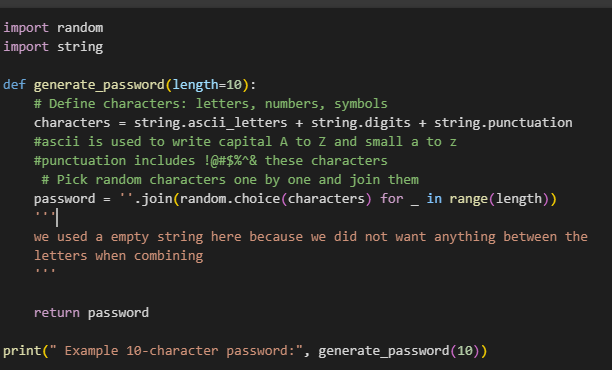 import random
import string
def generate_password(length=10):
# Define characters: letters, numbers, symbols
characters = string.ascii_letters + string.digits + string.punctuation
#ascii is used to write capital A to Z and small a to z
#punctuation includes !@#$%^& these characters
# Pick random characters one by one and join them
password = ''.join(random.choice(characters) for _ in range(length))
'''
we used a empty string here because we did not want anything between the
letters when combining
'''
return password
print(" Example 10-character password:", generate_password(10))